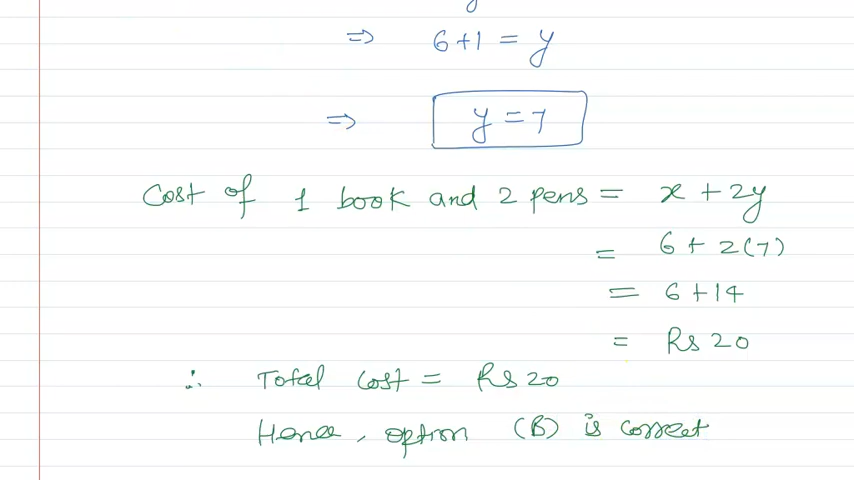 y
⇒ 6+1 = y
⇒ y = 7
Cost of 1 book and 2 pens = x + 2y
= 6 + 2(7)
= 6 + 14
= Rs 20
∴ Total cost = Rs 20
Hence, option (B) is correct